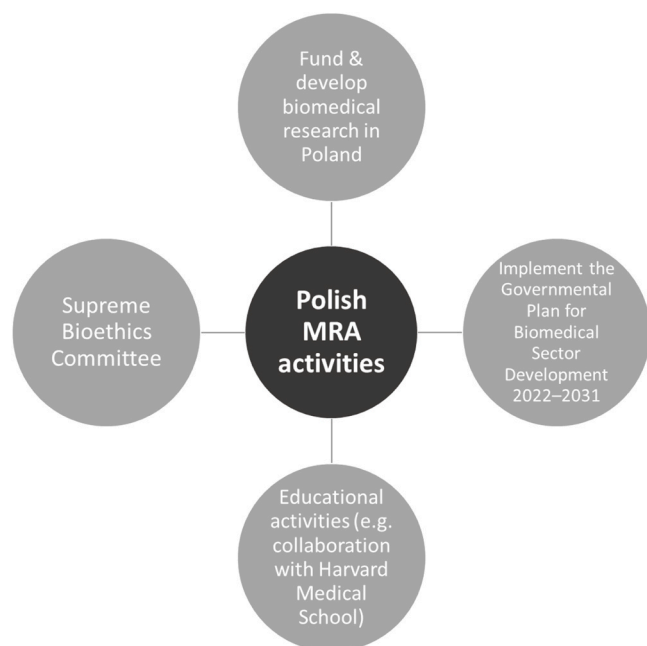 Fund &
develop
biomedical
research in
Poland
Supreme
Bioethics
Committee
Polish
MRA
activities
Implement the
Governmental
Plan for
Biomedical
Sector
Development
2022–2031
Educational
activities (e.g.
collaboration
with Harvard
Medical
School)